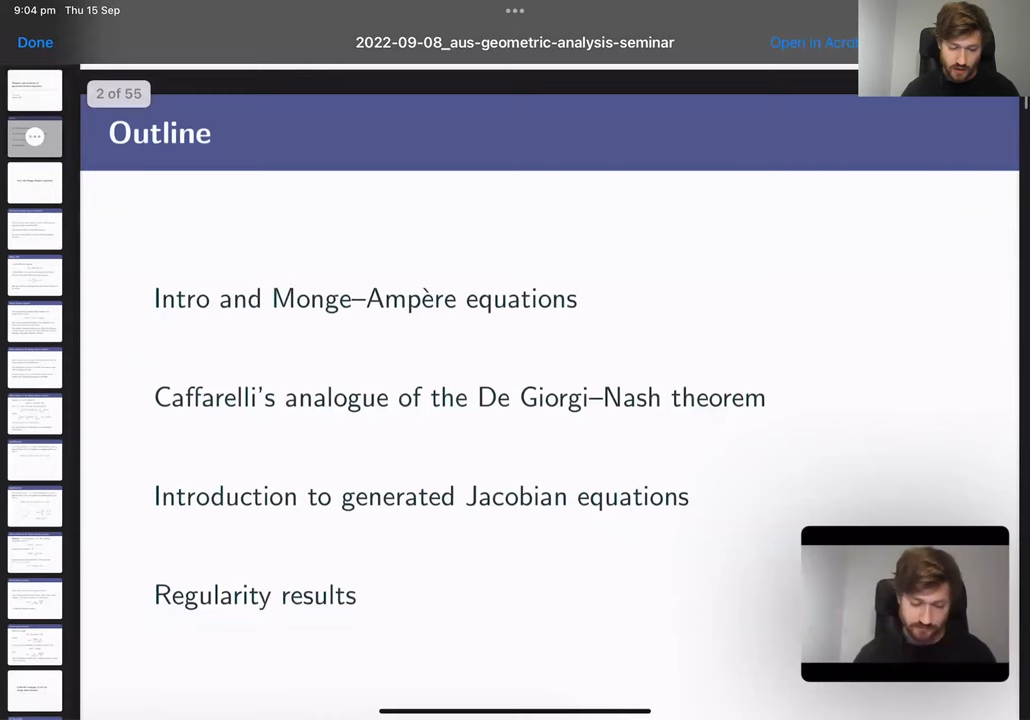 9:04 pm Thu 15 Sep
Done
2022-09-08_aus-geometric-analysis-seminar
Open in
2 of 55
Outline
Intro and Monge–Ampère equations
Caffarelli's analogue of the De Giorgi–Nash theorem
Introduction to generated Jacobian equations
Regularity results